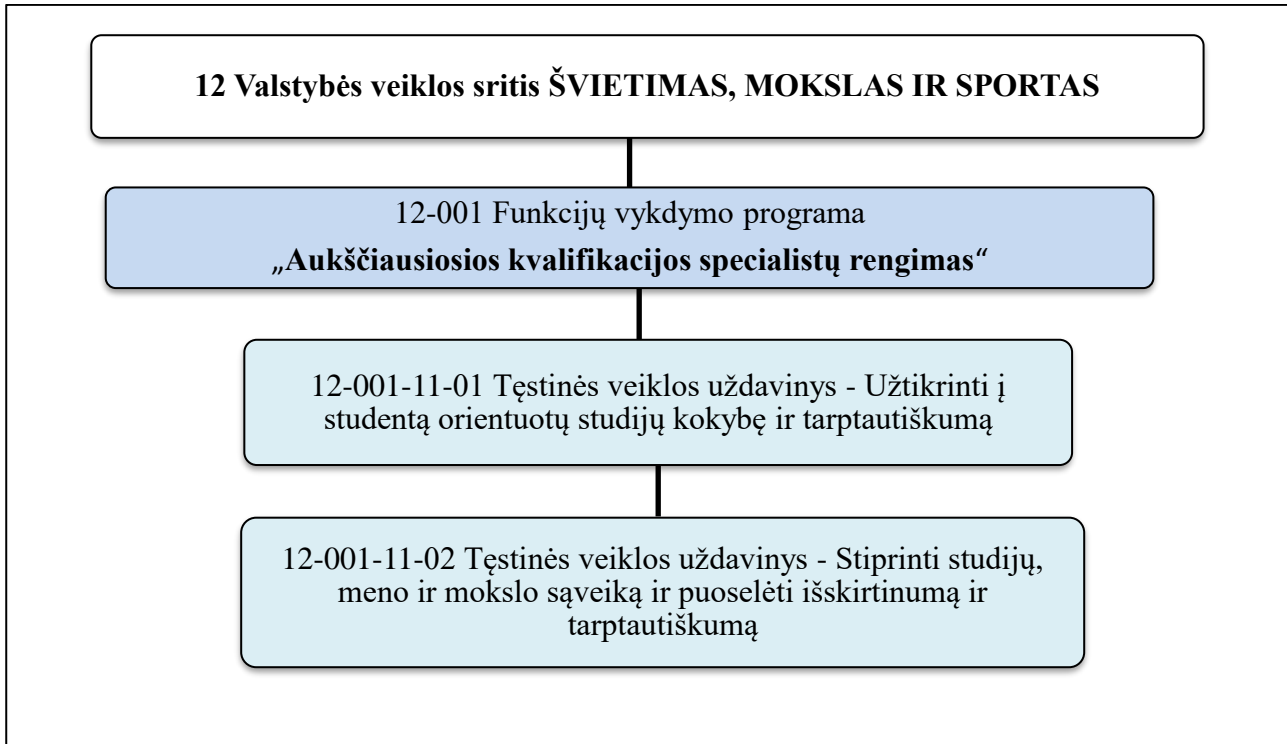 12 Valstybės veiklos sritis ŠVIETIMAS, MOKSLAS IR SPORTAS
12-001 Funkcijų vykdymo programa
„Aukščiausiosios kvalifikacijos specialistų rengimas“
12-001-11-01 Tęstinės veiklos uždavinys - Užtikrinti į
studentą orientuotų studijų kokybę ir tarptautiškumą
12-001-11-02 Tęstinės veiklos uždavinys - Stiprinti studijų,
meno ir mokslo sąveiką ir puoselėti išskirtinumą ir
tarptautiškumą